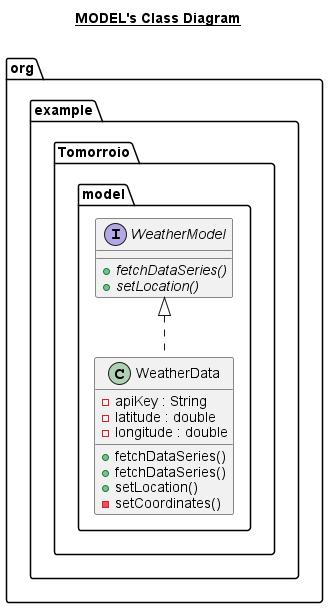 MODEL's Class Diagram
org
example
Tomorroio
model
I WeatherModel
fetchDataSeries()
setLocation()
C WeatherData
apiKey : String
latitude : double
longitude : double
fetchDataSeries()
fetchDataSeries()
setLocation()
setCoordinates()